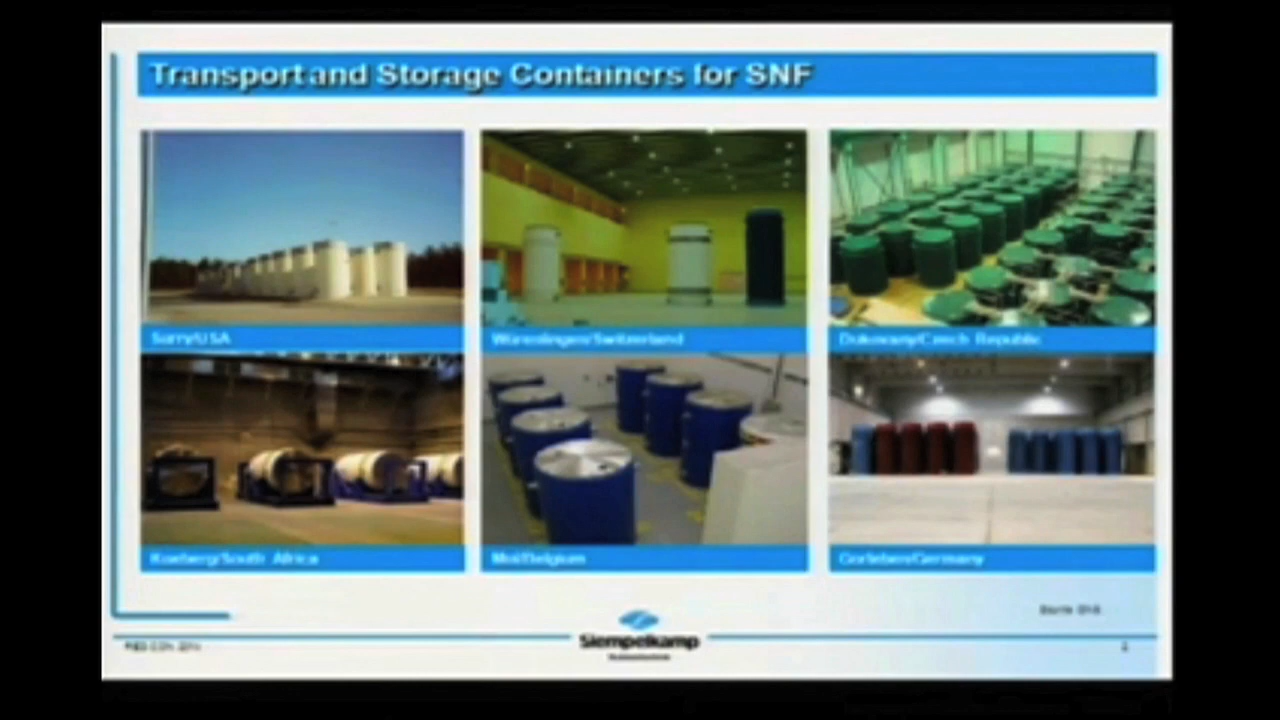 Transport and Storage Containers for SNF
Surry/USA
Würenlingen/Switzerland
Dukovany/Czech Republic
Koeberg/South Africa
Mol/Belgium
Gorleben/Germany
Siempelkamp